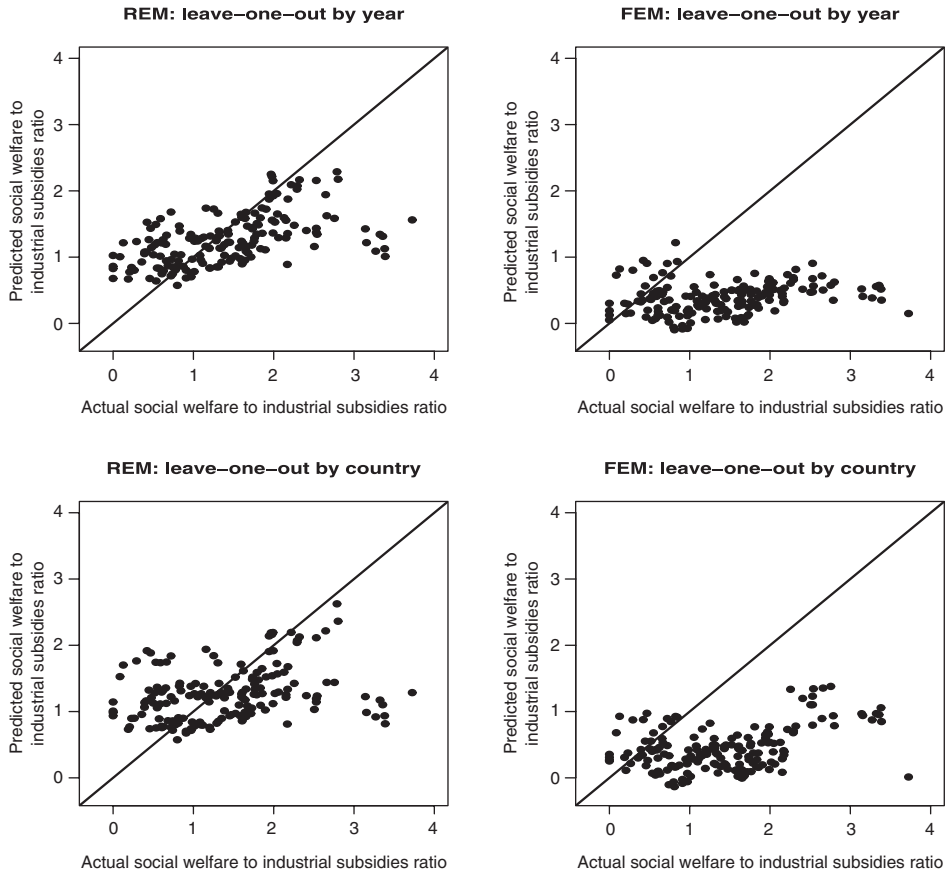 REM: leave–one–out by year
Predicted social welfare to
industrial subsidies ratio
4
3
2
1
0
0 1 2 3 4
Actual social welfare to industrial subsidies ratio
FEM: leave–one–out by year
Predicted social welfare to
industrial subsidies ratio
4
3
2
1
0
0 1 2 3 4
Actual social welfare to industrial subsidies ratio
REM: leave–one–out by country
Predicted social welfare to
industrial subsidies ratio
4
3
2
1
0
0 1 2 3 4
Actual social welfare to industrial subsidies ratio
FEM: leave–one–out by country
Predicted social welfare to
industrial subsidies ratio
4
3
2
1
0
0 1 2 3 4
Actual social welfare to industrial subsidies ratio